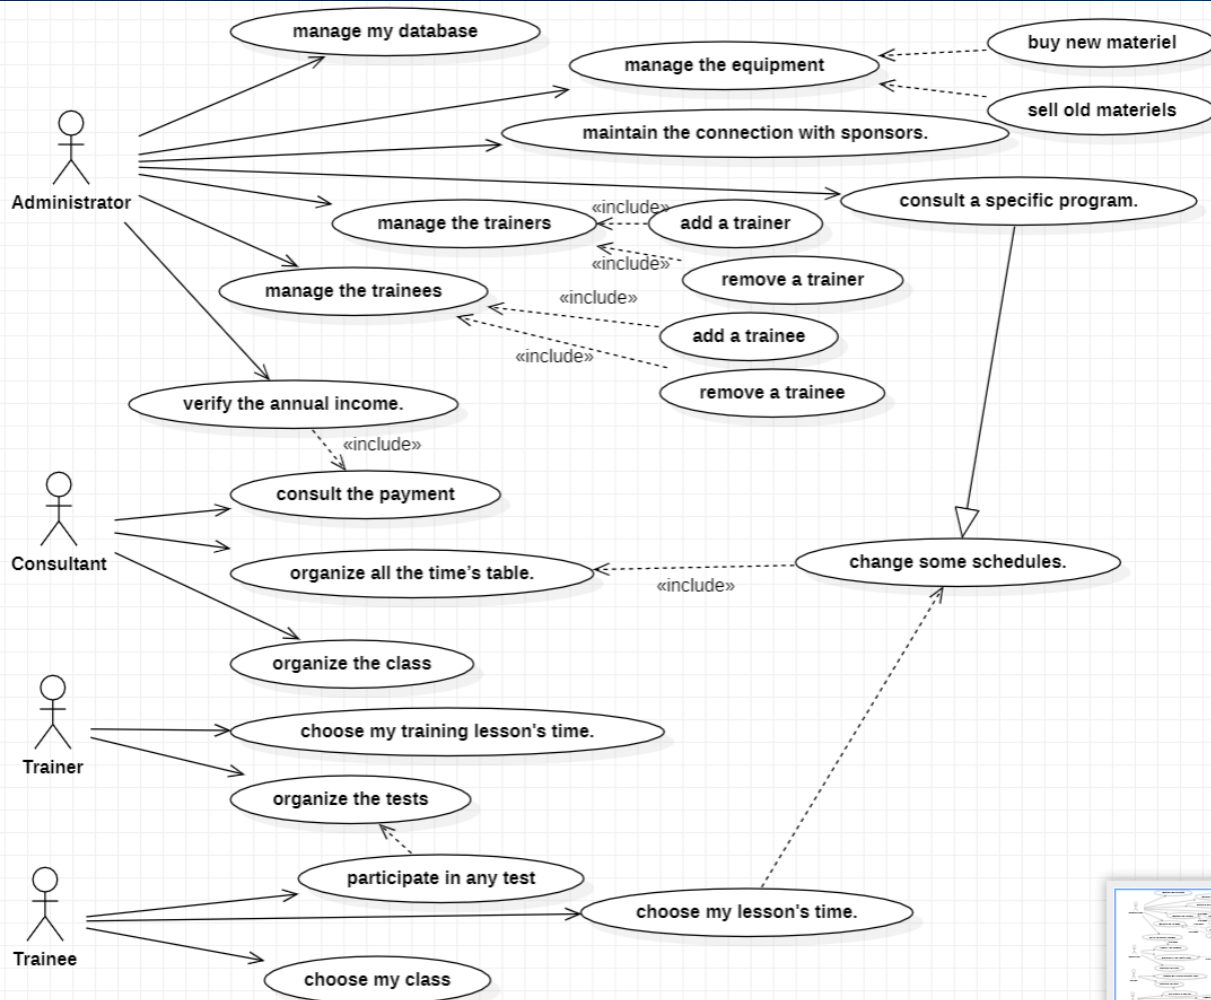 manage my database
buy new materiel
manage the equipment
sell old materiels
maintain the connection with sponsors.
Administrator
consult a specific program.
«include»
manage the trainers
add a trainer
«include»
remove a trainer
manage the trainees
«include»
add a trainee
«include»
remove a trainee
verify the annual income.
«include»
consult the payment
Consultant
organize all the time's table.
change some schedules.
«include»
organize the class
choose my training lesson's time.
Trainer
organize the tests
participate in any test
choose my lesson's time.
Trainee
choose my class